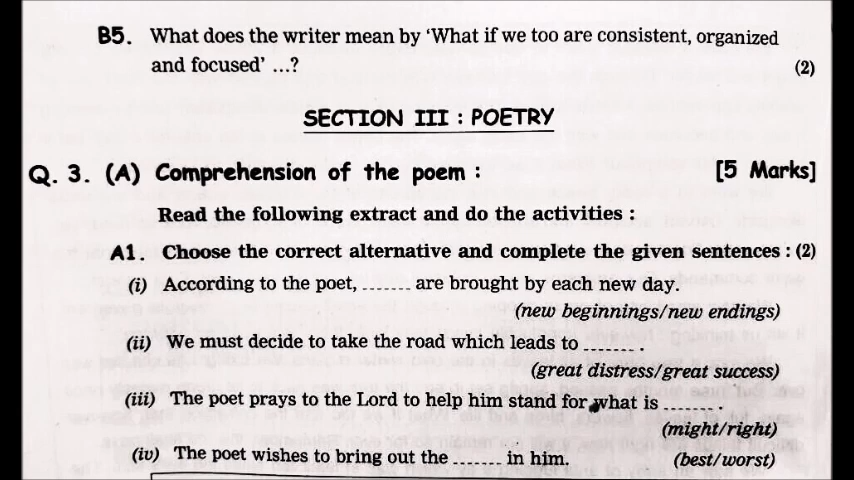 B5. What does the writer mean by ‘What if we too are consistent, organized
and focused’ ...? (2)
SECTION III : POETRY
Q. 3. (A) Comprehension of the poem : [5 Marks]
Read the following extract and do the activities :
A1. Choose the correct alternative and complete the given sentences : (2)
(i) According to the poet, ....... are brought by each new day.
(new beginnings/new endings)
(ii) We must decide to take the road which leads to ....... .
(great distress/great success)
(iii) The poet prays to the Lord to help him stand for what is ....... .
(might/right)
(iv) The poet wishes to bring out the ....... in him. (best/worst)